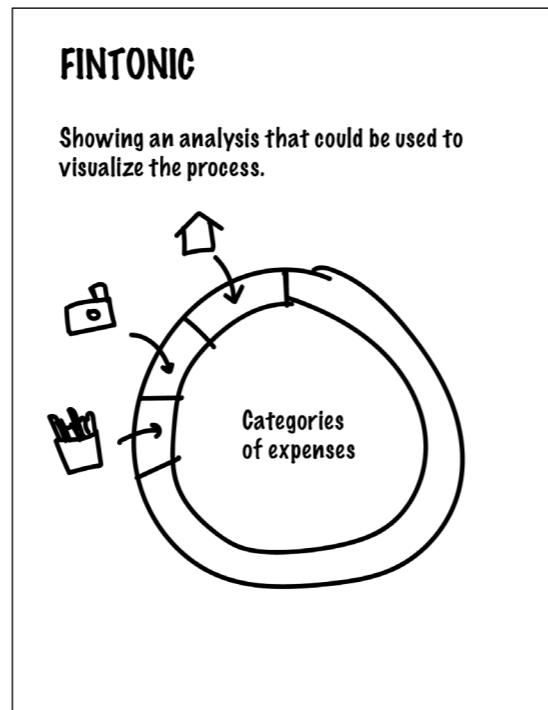 FINTONIC
Showing an analysis that could be used to
visualize the process.
Categories
of expenses